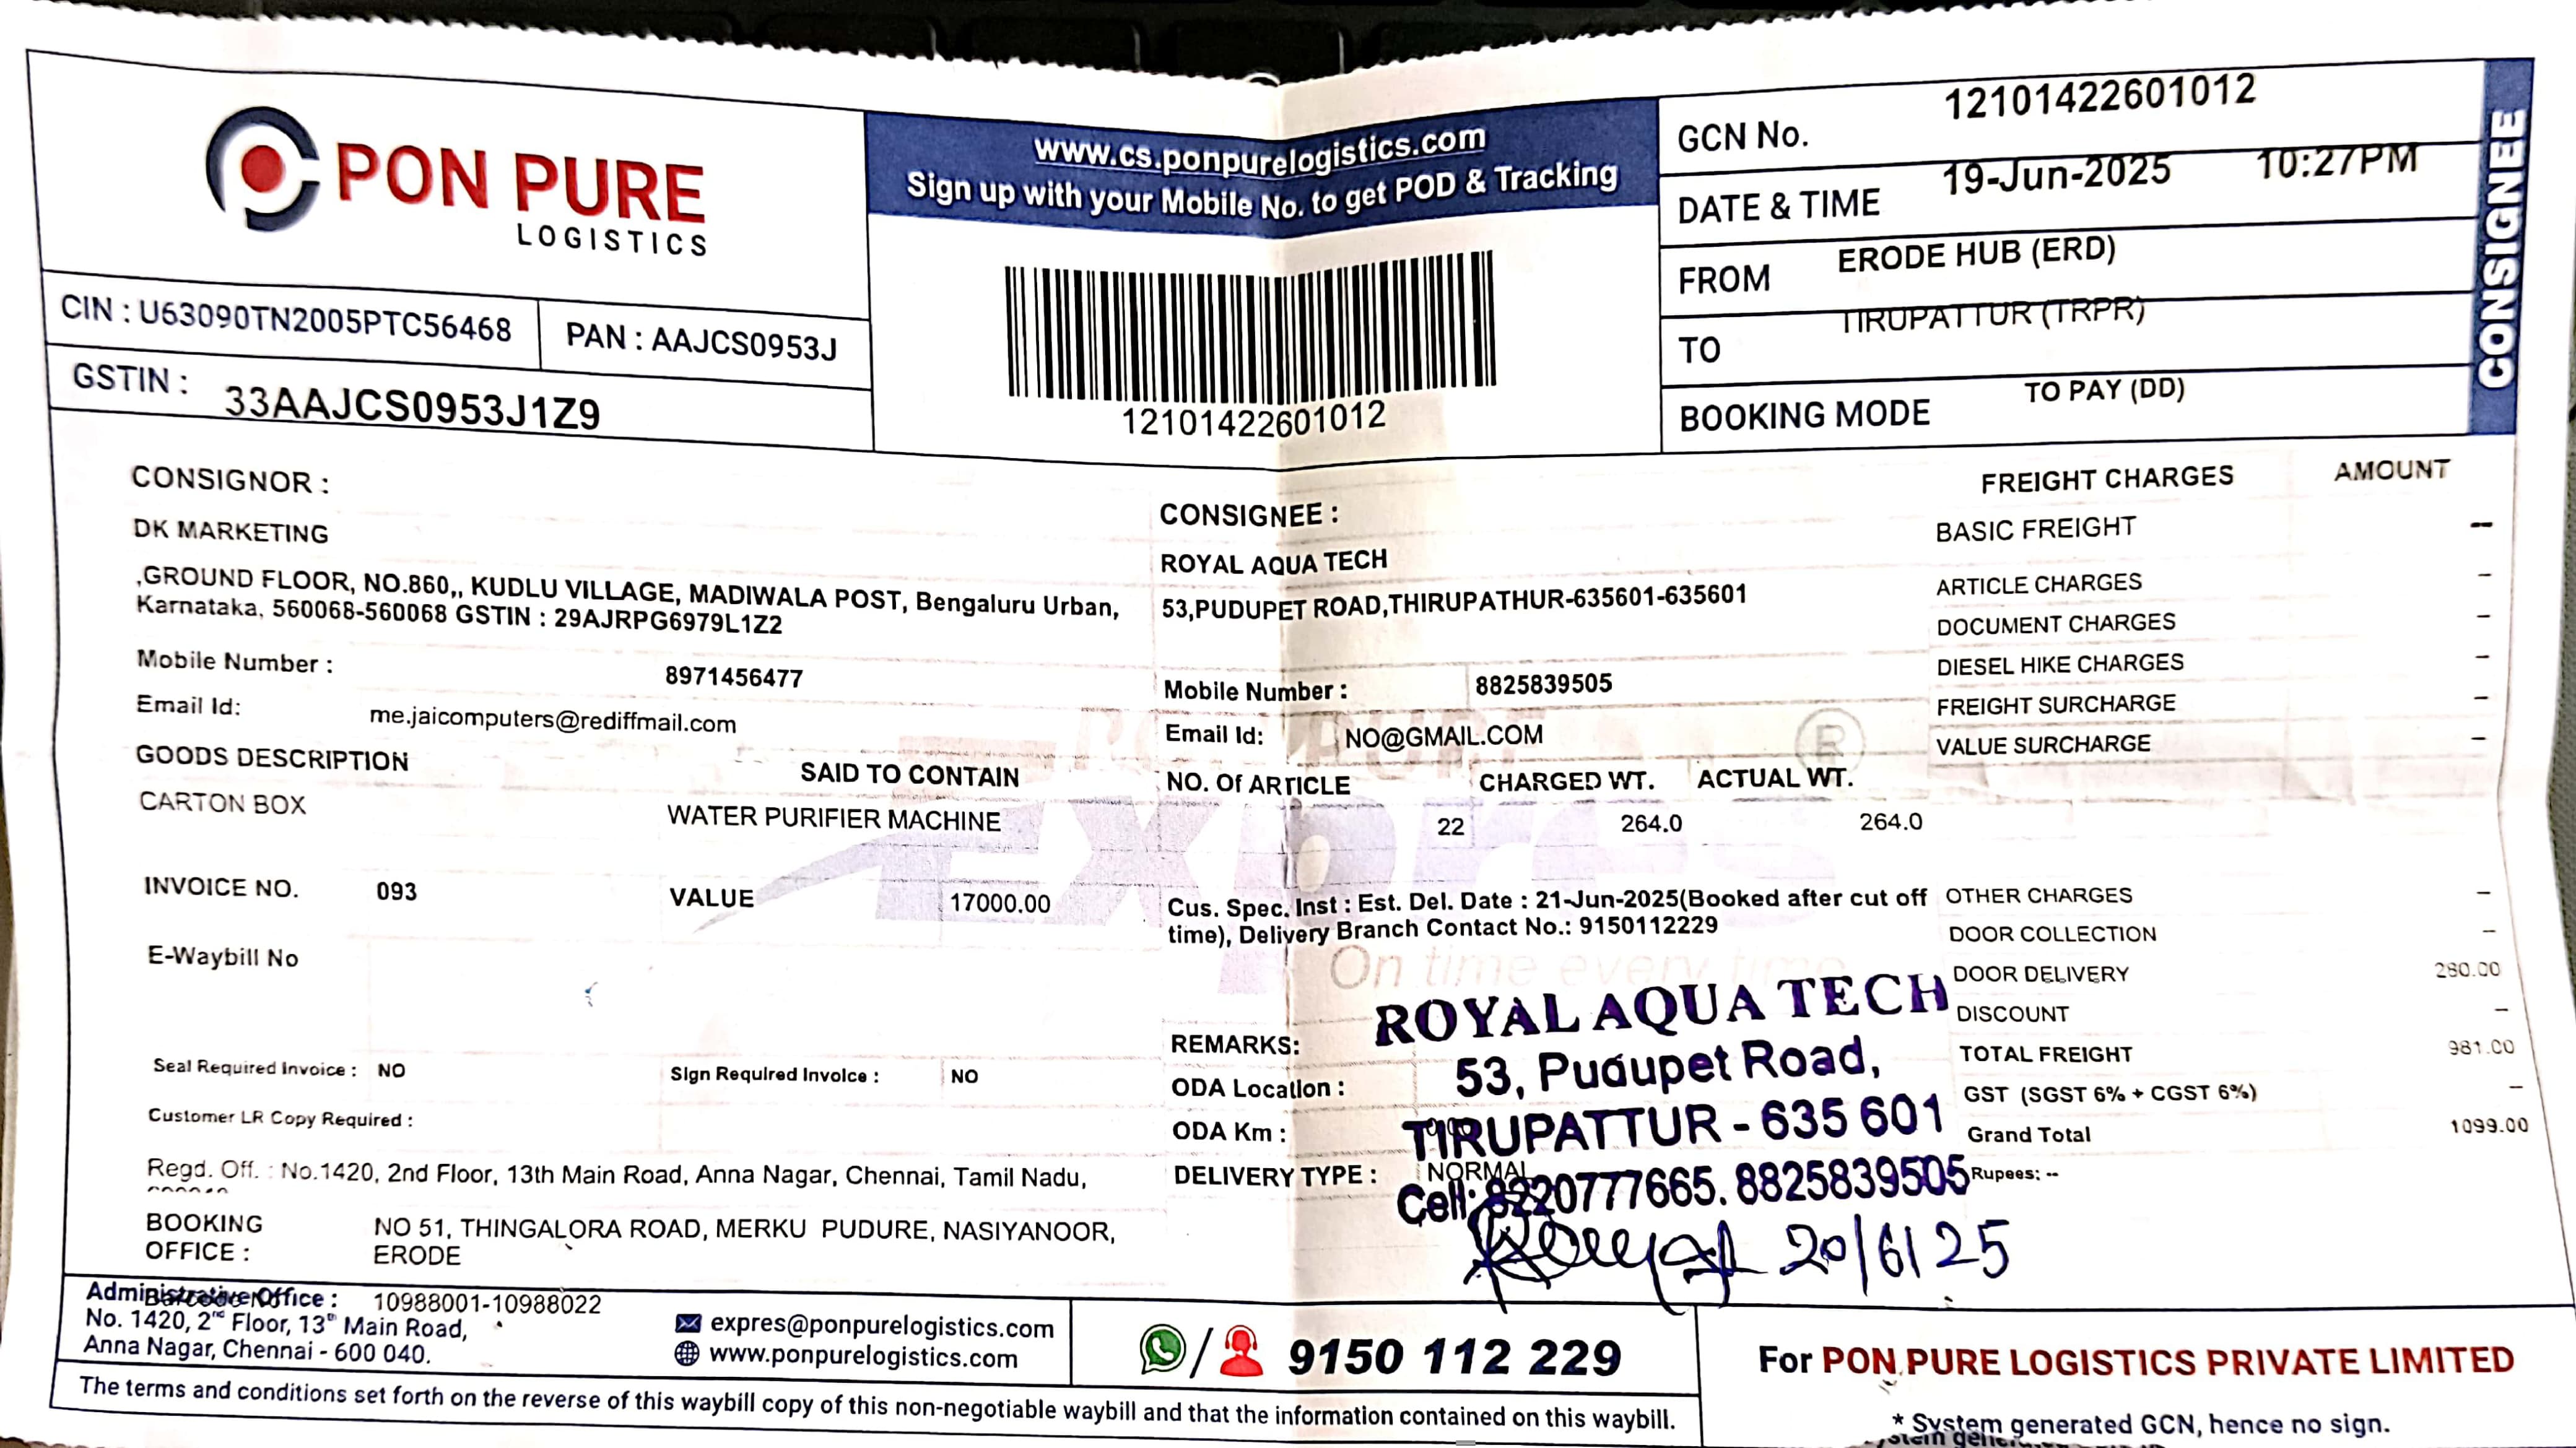 PON PURE
LOGISTICS
CIN : U63090TN2005PTC56468
PAN : AAJCS0953J
GSTIN : 33AAJCS0953J1Z9
www.cs.ponpurelogistics.com
Sign up with your Mobile No. to get POD & Tracking
12101422601012
GCN No. 12101422601012
DATE & TIME 19-Jun-2025 10:27PM
FROM ERODE HUB (ERD)
TO TIRUPATTUR (TRPR)
BOOKING MODE TO PAY (DD)
CONSIGNEE
CONSIGNOR :
DK MARKETING
,GROUND FLOOR, NO.860,, KUDLU VILLAGE, MADIWALA POST, Bengaluru Urban,
Karnataka, 560068-560068 GSTIN : 29AJRPG6979L1Z2
Mobile Number : 8971456477
Email Id: me.jaicomputers@rediffmail.com
CONSIGNEE :
ROYAL AQUA TECH
53,PUDUPET ROAD,THIRUPATHUR-635601-635601
Mobile Number : 8825839505
Email Id: NO@GMAIL.COM
FREIGHT CHARGES AMOUNT
BASIC FREIGHT --
ARTICLE CHARGES --
DOCUMENT CHARGES --
DIESEL HIKE CHARGES --
FREIGHT SURCHARGE --
VALUE SURCHARGE --
GOODS DESCRIPTION SAID TO CONTAIN NO. Of ARTICLE CHARGED WT. ACTUAL WT.
CARTON BOX WATER PURIFIER MACHINE 22 264.0 264.0
Expres
On time every time
R
INVOICE NO. 093 VALUE 17000.00
E-Waybill No
Cus. Spec. Inst : Est. Del. Date : 21-Jun-2025(Booked after cut off
time), Delivery Branch Contact No.: 9150112229
OTHER CHARGES --
DOOR COLLECTION --
DOOR DELIVERY 280.00
DISCOUNT --
TOTAL FREIGHT 981.00
GST (SGST 6% + CGST 6%) --
Grand Total 1099.00
Rupees: --
Seal Required Invoice : NO Sign Required Invoice : NO
Customer LR Copy Required :
REMARKS:
ODA Location :
ODA Km :
DELIVERY TYPE : NORMAL
ROYAL AQUA TECH
53, Pudupet Road,
TIRUPATTUR - 635 601
Cell: 8220777665. 8825839505
20/6/25
Regd. Off. : No.1420, 2nd Floor, 13th Main Road, Anna Nagar, Chennai, Tamil Nadu,
BOOKING OFFICE : NO 51, THINGALORA ROAD, MERKU PUDURE, NASIYANOOR,
ERODE
10988001-10988022
Administrative Office :
No. 1420, 2nd Floor, 13th Main Road,
Anna Nagar, Chennai - 600 040.
expres@ponpurelogistics.com
www.ponpurelogistics.com
9150 112 229
For PON PURE LOGISTICS PRIVATE LIMITED
The terms and conditions set forth on the reverse of this waybill copy of this non-negotiable waybill and that the information contained on this waybill.
* System generated GCN, hence no sign.